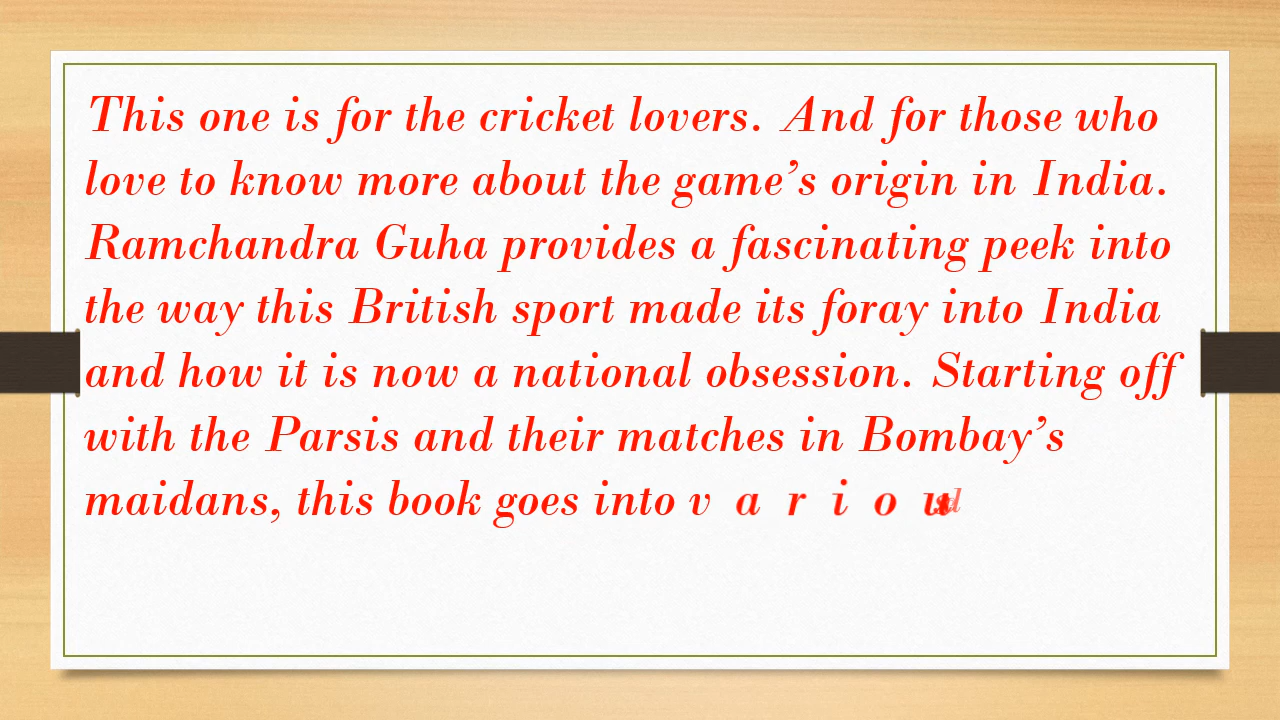 This one is for the cricket lovers. And for those who
love to know more about the game’s origin in India.
Ramchandra Guha provides a fascinating peek into
the way this British sport made its foray into India
and how it is now a national obsession. Starting off
with the Parsis and their matches in Bombay’s
maidans, this book goes into